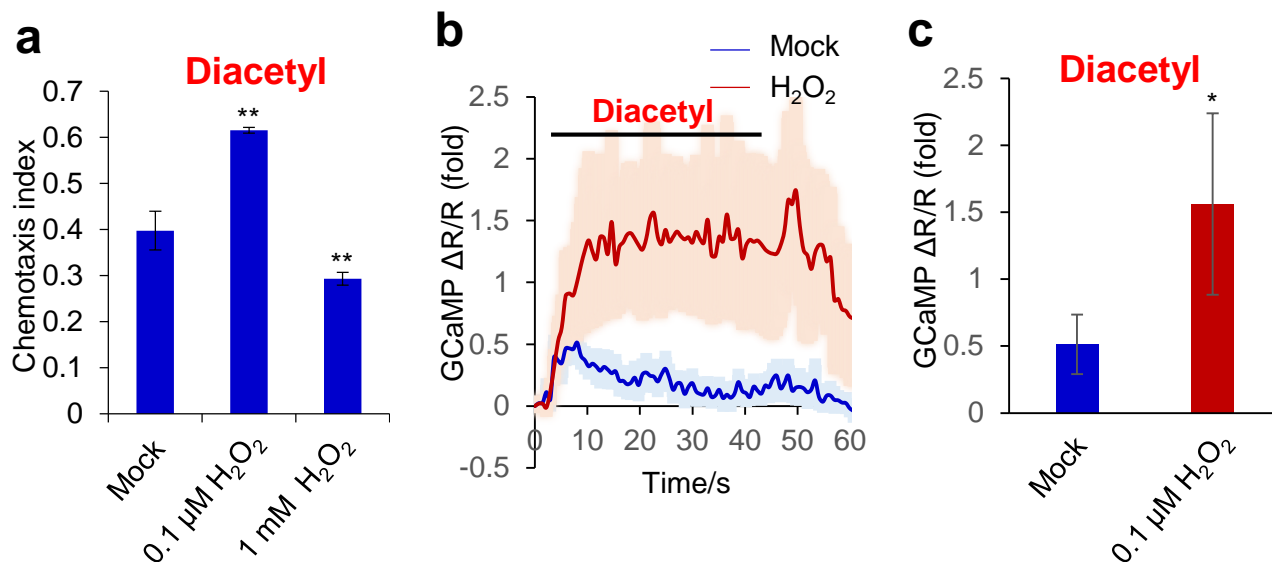 a
Diacetyl
Chemotaxis index
0.7
0.6
0.5
0.4
0.3
0.2
0.1
0
**
**
Mock
0.1 µM H₂O₂
1 mM H₂O₂
b
Mock
H₂O₂
Diacetyl
GCaMP ΔR/R (fold)
2.5
2
1.5
1
0.5
0
-0.5
0 10 20 30 40 50 60
Time/s
c
Diacetyl
GCaMP ΔR/R (fold)
2.5
2
1.5
1
0.5
0
*
Mock
0.1 µM H₂O₂